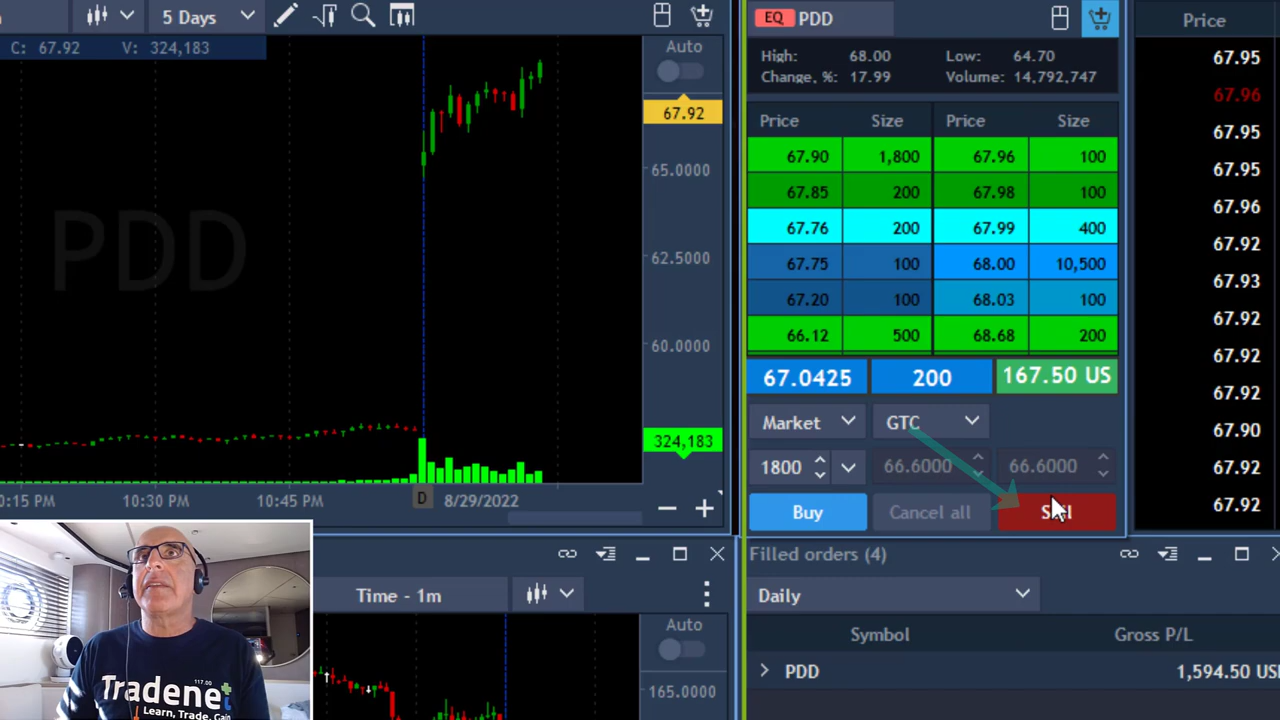 5 Days
C: 67.92 V: 324,183
Auto
67.92
65.0000
62.5000
60.0000
324,183
PDD
0:15 PM 10:30 PM 10:45 PM D 8/29/2022
EQ PDD
High: 68.00 Low: 64.70
Change, %: 17.99 Volume: 14,792,747
Price Size Price Size
67.90 1,800 67.96 100
67.85 200 67.98 100
67.76 200 67.99 400
67.75 100 68.00 10,500
67.20 100 68.03 100
66.12 500 68.68 200
67.0425 200 167.50 US
Market GTC
1800 66.6000 66.6000
Buy Cancel all Sell
Price
67.95
67.96
67.95
67.95
67.96
67.92
67.93
67.92
67.92
67.92
67.90
67.92
67.92
Time - 1m
Auto
165.0000
Filled orders (4)
Daily
Symbol Gross P/L
PDD 1,594.50 USD
117.00
Tradenet
Learn, Trade, Gain